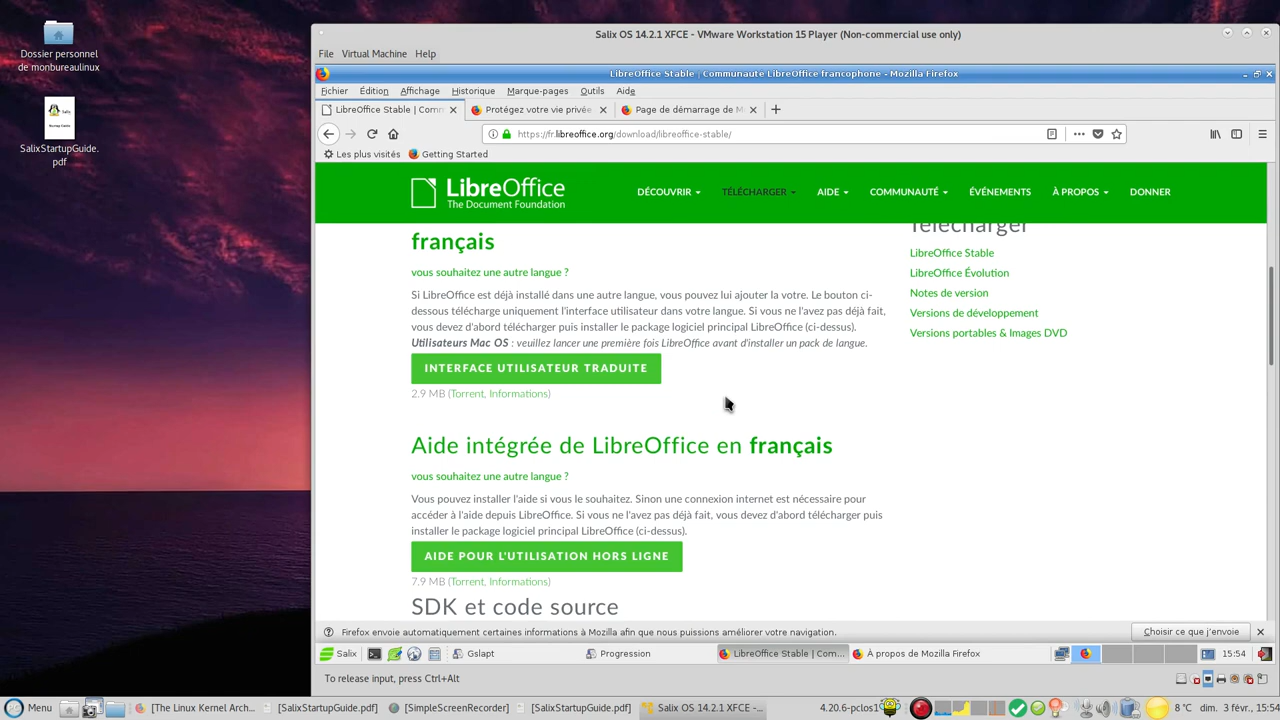 Dossier personnel
de monbureaulinux
SalixStartupGuide.
pdf
Salix OS 14.2.1 XFCE - VMware Workstation 15 Player (Non-commercial use only)
File Virtual Machine Help
LibreOffice Stable | Communauté LibreOffice francophone - Mozilla Firefox
Fichier Édition Affichage Historique Marque-pages Outils Aide
LibreOffice Stable | Comm
Protégez votre vie privée
Page de démarrage de M
https://fr.libreoffice.org/download/libreoffice-stable/
Les plus visités Getting Started
LibreOffice
The Document Foundation
DÉCOUVRIR TÉLÉCHARGER AIDE COMMUNAUTÉ ÉVÉNEMENTS À PROPOS DONNER
français
vous souhaitez une autre langue ?
Si LibreOffice est déjà installé dans une autre langue, vous pouvez lui ajouter la votre. Le bouton ci-
dessous télécharge uniquement l'interface utilisateur dans votre langue. Si vous ne l'avez pas déjà fait,
vous devez d'abord télécharger puis installer le package logiciel principal LibreOffice (ci-dessus).
Utilisateurs Mac OS : veuillez lancer une première fois LibreOffice avant d'installer un pack de langue.
INTERFACE UTILISATEUR TRADUITE
2.9 MB (Torrent, Informations)
Aide intégrée de LibreOffice en français
vous souhaitez une autre langue ?
Vous pouvez installer l'aide si vous le souhaitez. Sinon une connexion internet est nécessaire pour
accéder à l'aide depuis LibreOffice. Si vous ne l'avez pas déjà fait, vous devez d'abord télécharger puis
installer le package logiciel principal LibreOffice (ci-dessus).
AIDE POUR L'UTILISATION HORS LIGNE
7.9 MB (Torrent, Informations)
SDK et code source
Télécharger
LibreOffice Stable
LibreOffice Évolution
Notes de version
Versions de développement
Versions portables & Images DVD
Firefox envoie automatiquement certaines informations à Mozilla afin que nous puissions améliorer votre navigation.
Choisir ce que j'envoie
Salix Gslapt Progression LibreOffice Stable | Com... À propos de Mozilla Firefox 15:54
To release input, press Ctrl+Alt
Menu [The Linux Kernel Arch... [SalixStartupGuide.pdf] [SimpleScreenRecorder] [SalixStartupGuide.pdf] Salix OS 14.2.1 XFCE -... 4.20.6-pclos1 8 °C dim. 3 févr., 15:54